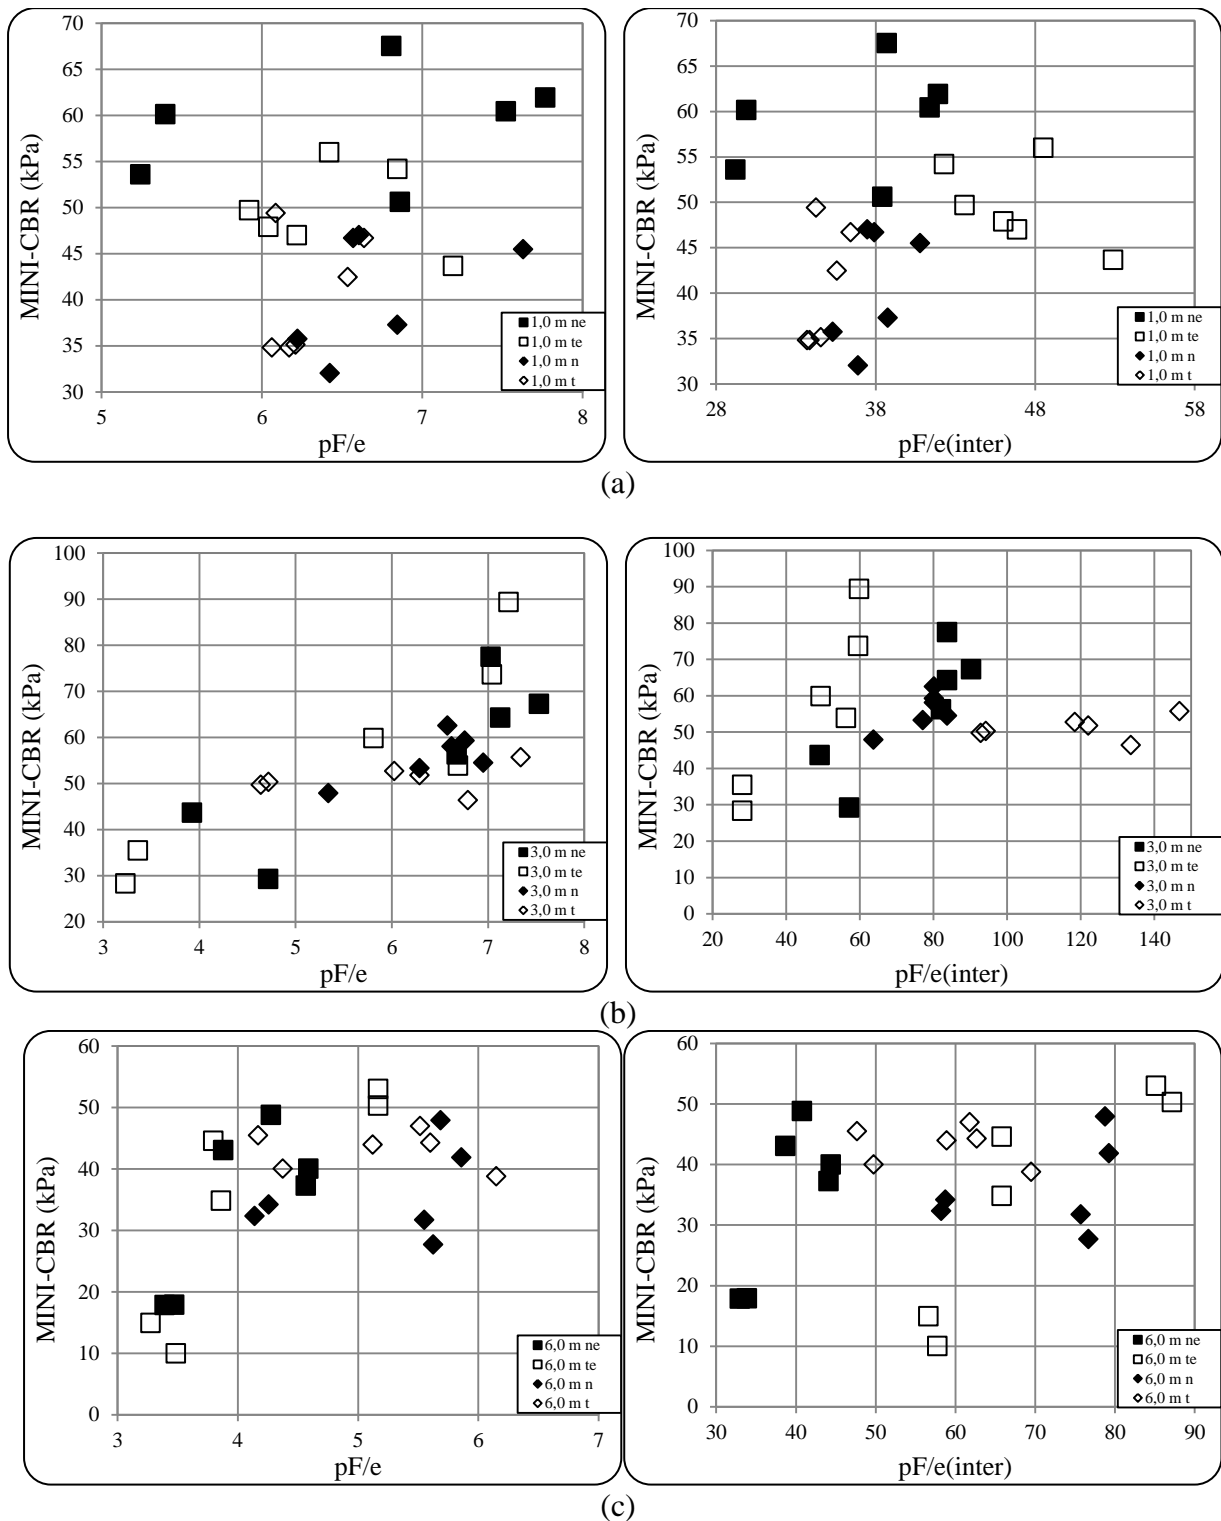 70
65
60
55
50
45
40
35
30
MINI-CBR (kPa)
5 6 7 8
pF/e
1,0 m ne
1,0 m te
1,0 m n
1,0 m t
70
65
60
55
50
45
40
35
30
MINI-CBR (kPa)
28 38 48 58
pF/e(inter)
1,0 m ne
1,0 m te
1,0 m n
1,0 m t
(a)
100
90
80
70
60
50
40
30
20
MINI-CBR (kPa)
3 4 5 6 7 8
pF/e
3,0 m ne
3,0 m te
3,0 m n
3,0 m t
100
90
80
70
60
50
40
30
20
10
0
MINI-CBR (kPa)
20 40 60 80 100 120 140
pF/e(inter)
3,0 m ne
3,0 m te
3,0 m n
3,0 m t
(b)
60
50
40
30
20
10
0
MINI-CBR (kPa)
3 4 5 6 7
pF/e
6,0 m ne
6,0 m te
6,0 m n
6,0 m t
60
50
40
30
20
10
0
MINI-CBR (kPa)
30 40 50 60 70 80 90
pF/e(inter)
6,0 m ne
6,0 m te
6,0 m n
6,0 m t
(c)